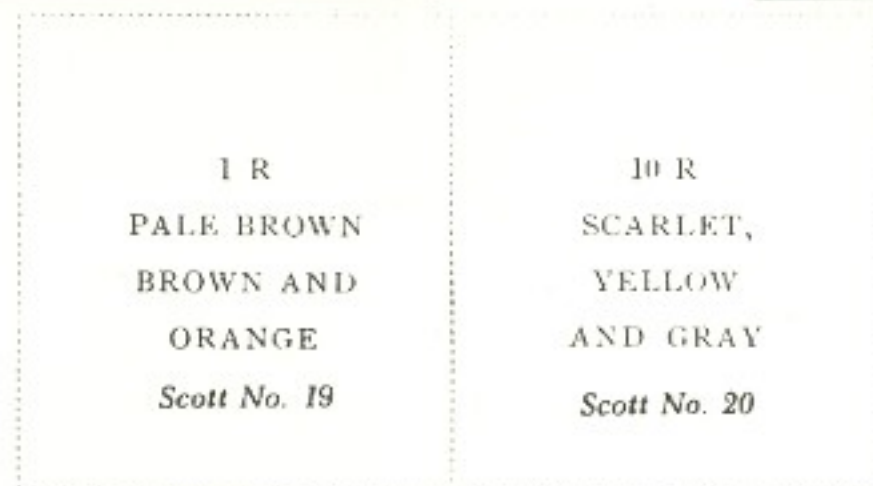 1 R
PALE BROWN
BROWN AND
ORANGE
Scott No. 19
10 R
SCARLET,
YELLOW
AND GRAY
Scott No. 20